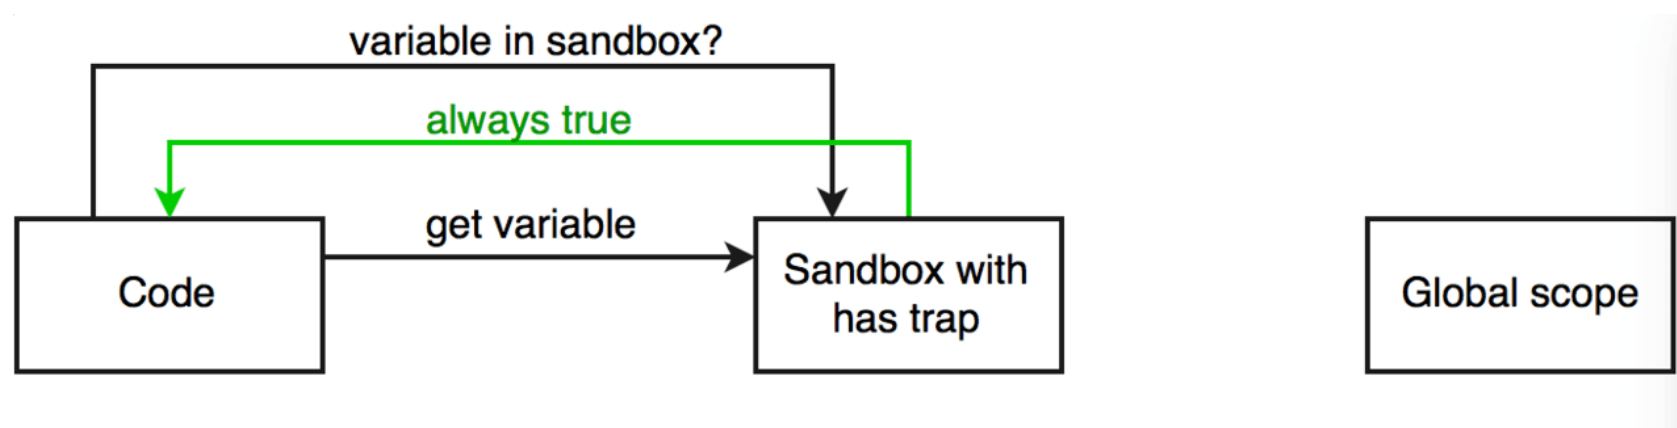 variable in sandbox?
always true
get variable
Code
Sandbox with
has trap
Global scope